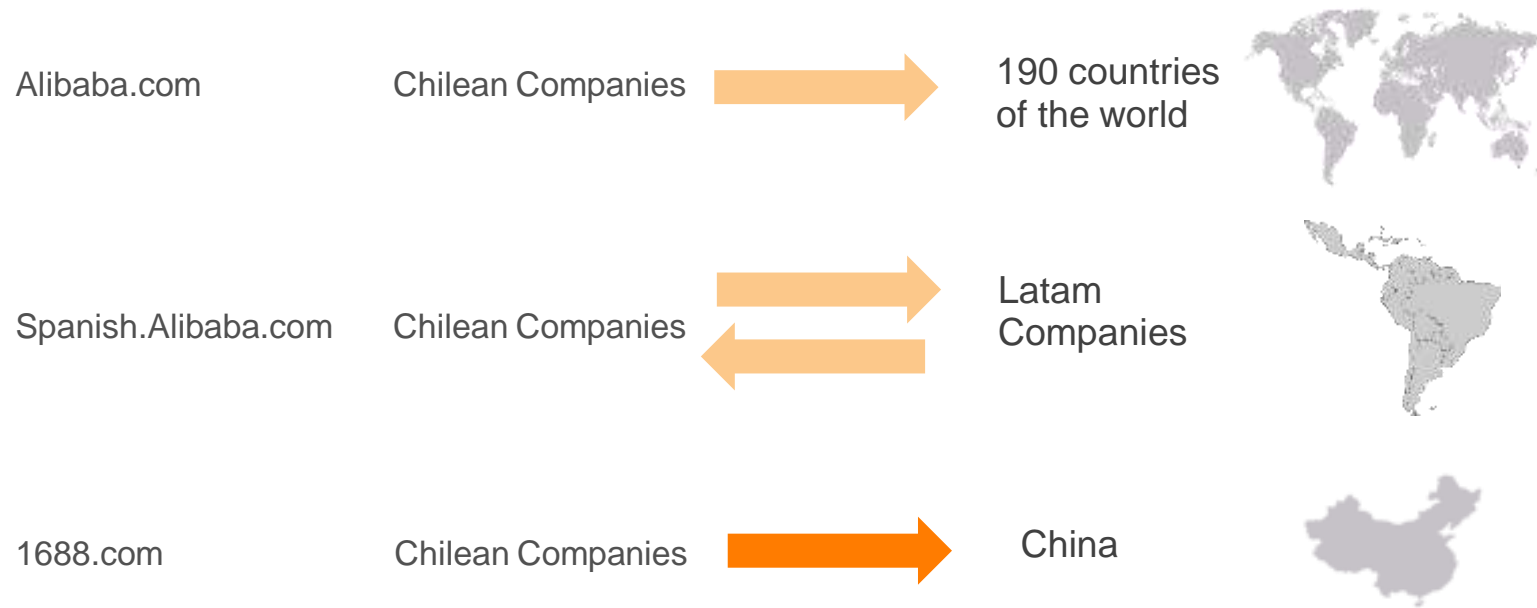 Alibaba.com
Chilean Companies
190 countries
of the world
Spanish.Alibaba.com
Chilean Companies
Latam
Companies
1688.com
Chilean Companies
China